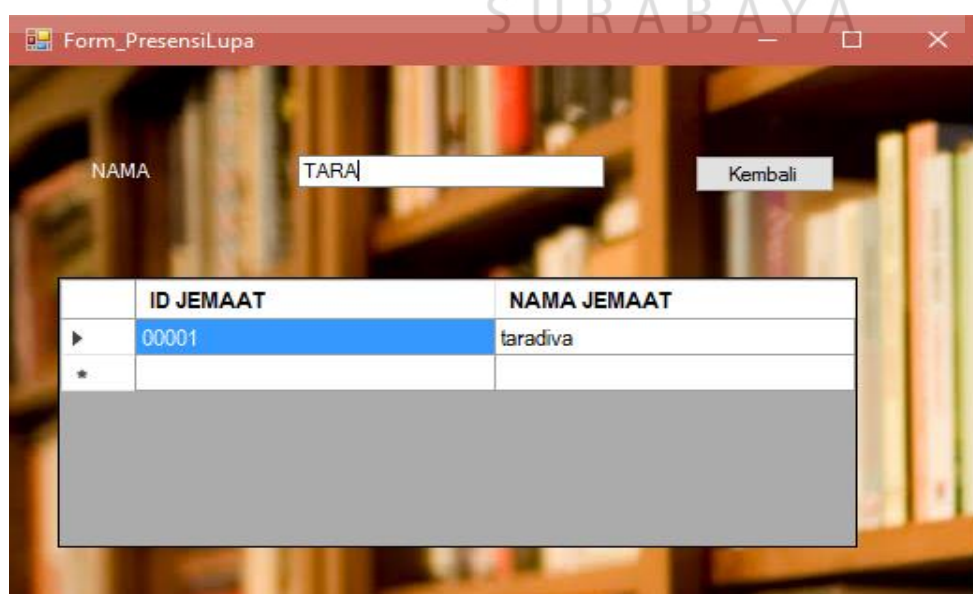 SURABAYA
Form_PresensiLupa
NAMA TARA Kembali
ID JEMAAT NAMA JEMAAT
00001 taradiva